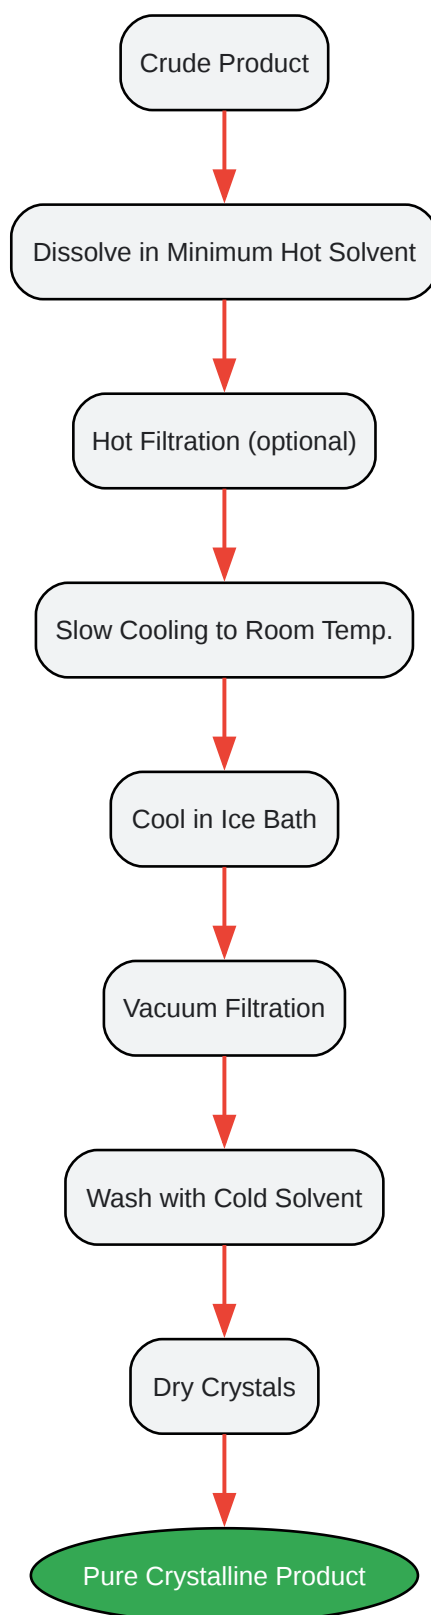 Crude Product
Dissolve in Minimum Hot Solvent
Hot Filtration (optional)
Slow Cooling to Room Temp.
Cool in Ice Bath
Vacuum Filtration
Wash with Cold Solvent
Dry Crystals
Pure Crystalline Product